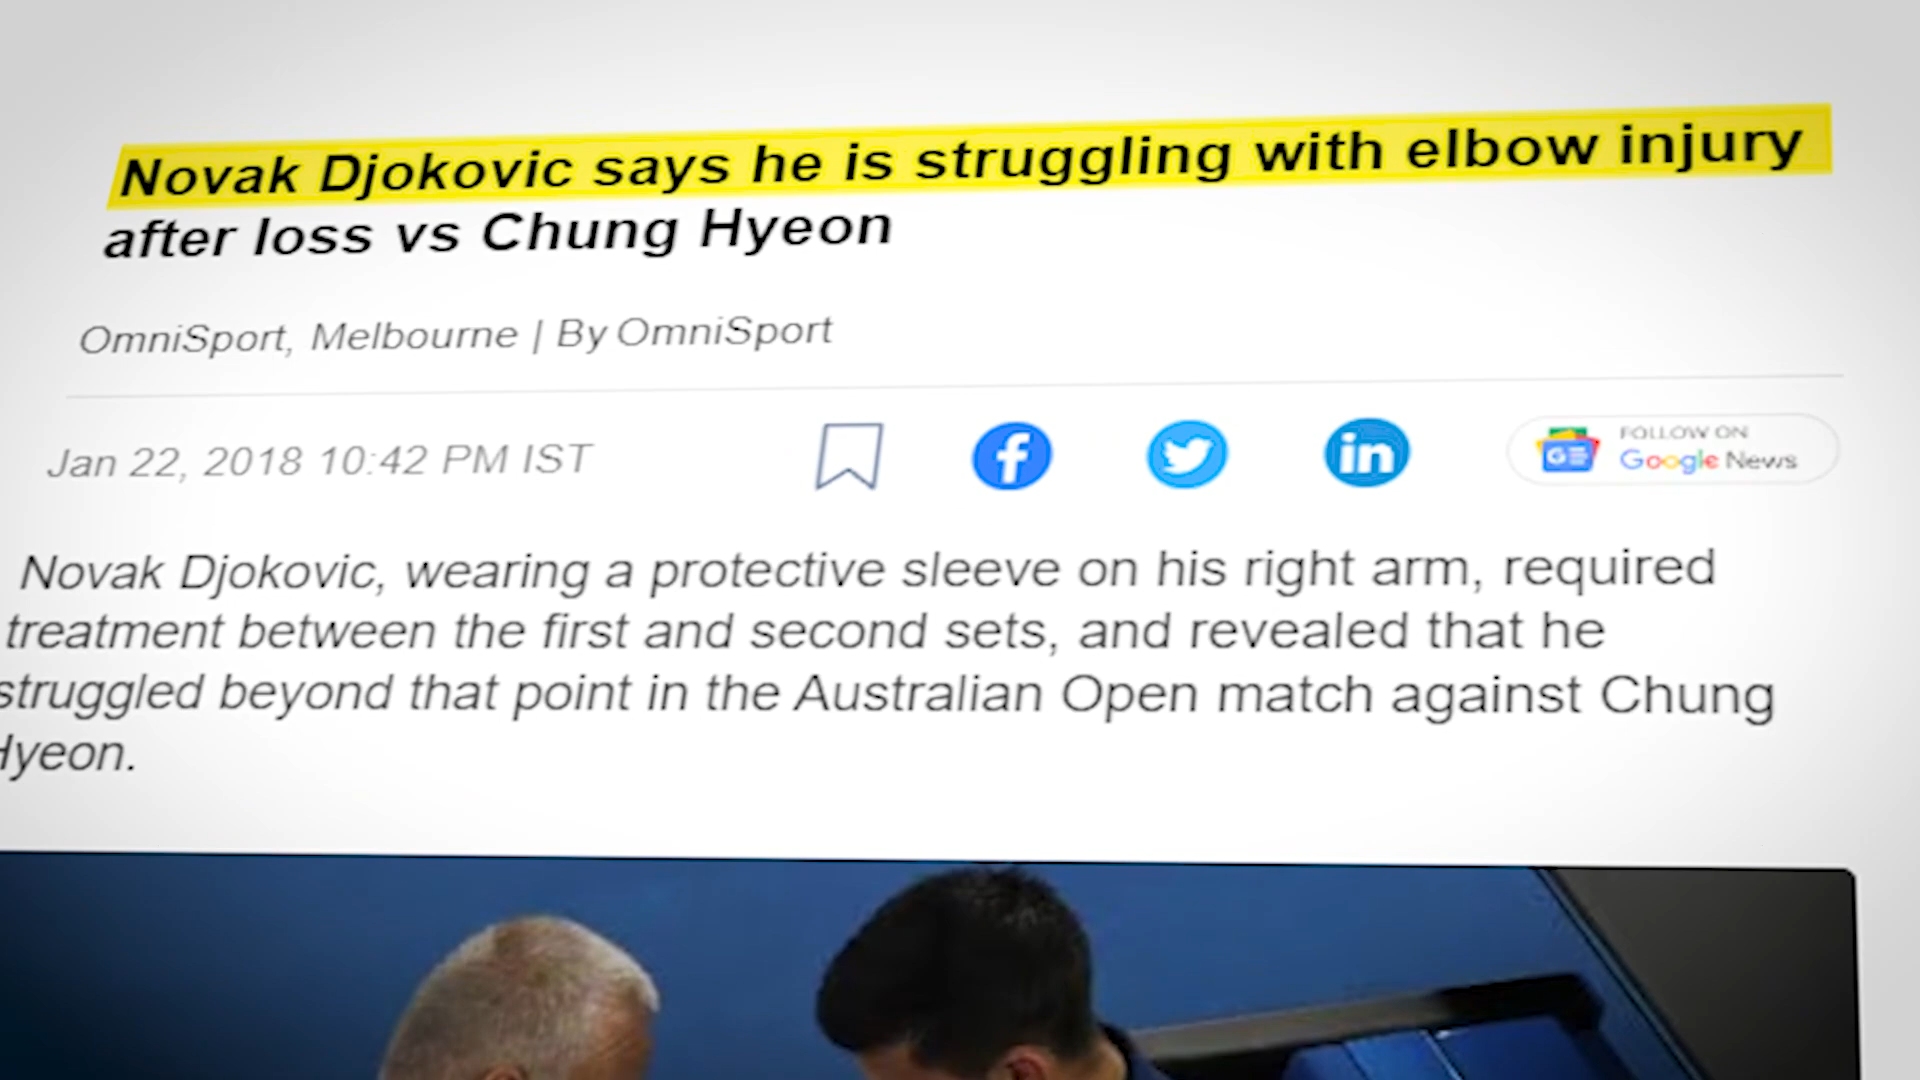 Novak Djokovic says he is struggling with elbow injury
after loss vs Chung Hyeon
OmniSport, Melbourne | By OmniSport
Jan 22, 2018 10:42 PM IST
FOLLOW ON
Google News
Novak Djokovic, wearing a protective sleeve on his right arm, required
treatment between the first and second sets, and revealed that he
struggled beyond that point in the Australian Open match against Chung
Hyeon.